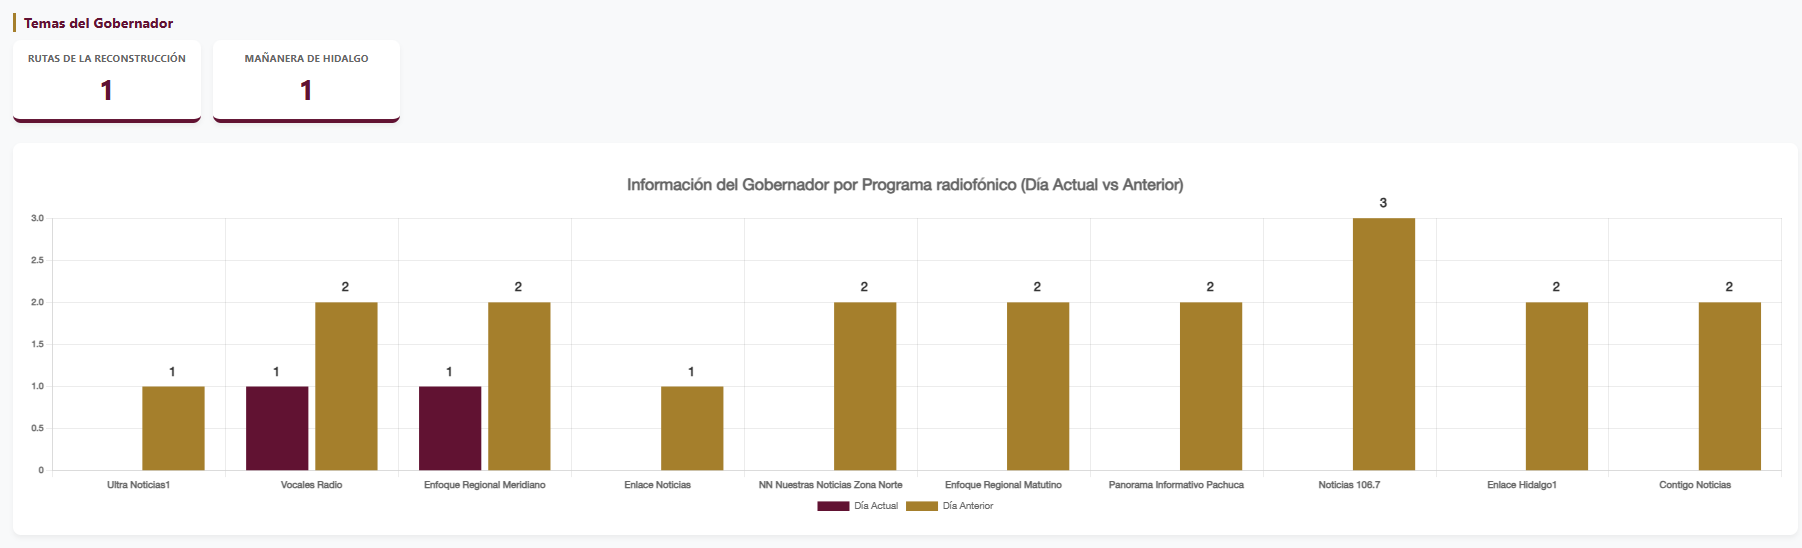 Temas del Gobernador
RUTAS DE LA RECONSTRUCCIÓN
1
MAÑANERA DE HIDALGO
1
Información del Gobernador por Programa radiofónico (Día Actual vs Anterior)
3.0
2.5
2.0
1.5
1.0
0.5
0
1
1
2
1
2
1
2
2
2
3
2
2
Ultra Noticias1
Vocales Radio
Enfoque Regional Meridiano
Enlace Noticias
NN Nuestras Noticias Zona Norte
Enfoque Regional Matutino
Panorama Informativo Pachuca
Noticias 106.7
Enlace Hidalgo1
Contigo Noticias
Día Actual
Día Anterior